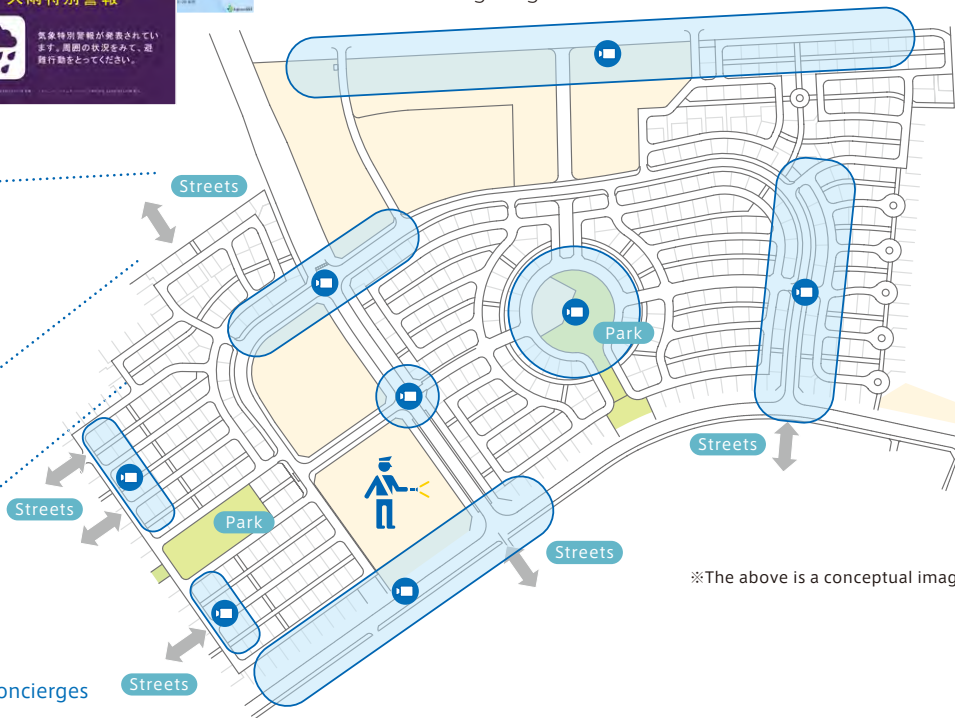 大雨特別警報
気象特別警報が発表されてい
ます。周囲の状況をみて、避
難行動をとってください。
Streets
Park
Streets
Streets
Park
Streets
※The above is a conceptual imag
Streets
oncierges